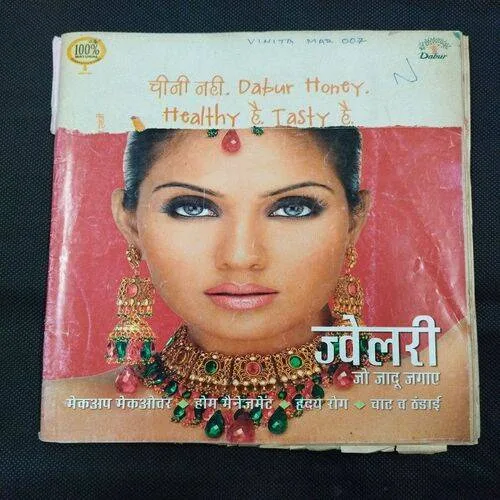 100%
VINITA MAR 007
Dabur
N
चीनी नही. Dabur Honey.
Healthy है. Tasty है.
ज्वेलरी
जो जादू जगाए
मेकअप मेकओवर ◆ होम मैनेजमेंट ◆ हृदय रोग ◆ चाट व ठंडाई